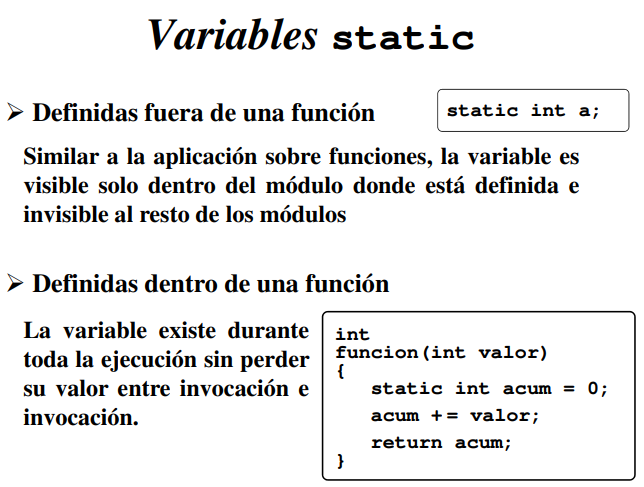 Variables static
➢ Definidas fuera de una función
static int a;
Similar a la aplicación sobre funciones, la variable es
visible solo dentro del módulo donde está definida e
invisible al resto de los módulos
➢ Definidas dentro de una función
La variable existe durante
toda la ejecución sin perder
su valor entre invocación e
invocación.
int
funcion(int valor)
{
static int acum = 0;
acum += valor;
return acum;
}